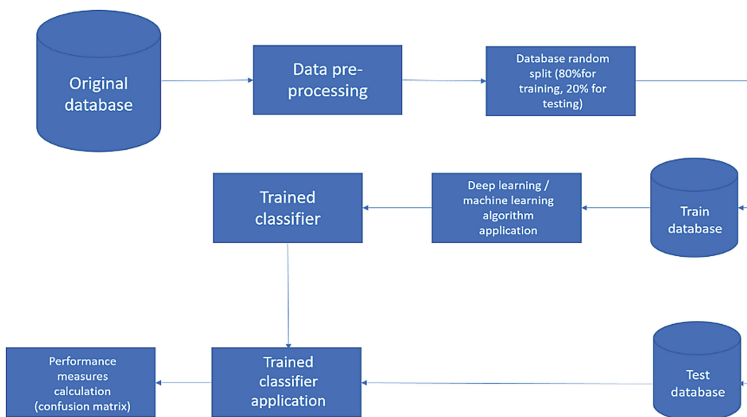 Original
database
Data pre-
processing
Database random
split (80%for
training, 20% for
testing)
Trained
classifier
Deep learning /
machine learning
algorithm
application
Train
database
Performance
measures
calculation
(confusion matrix)
Trained
classifier
application
Test
database